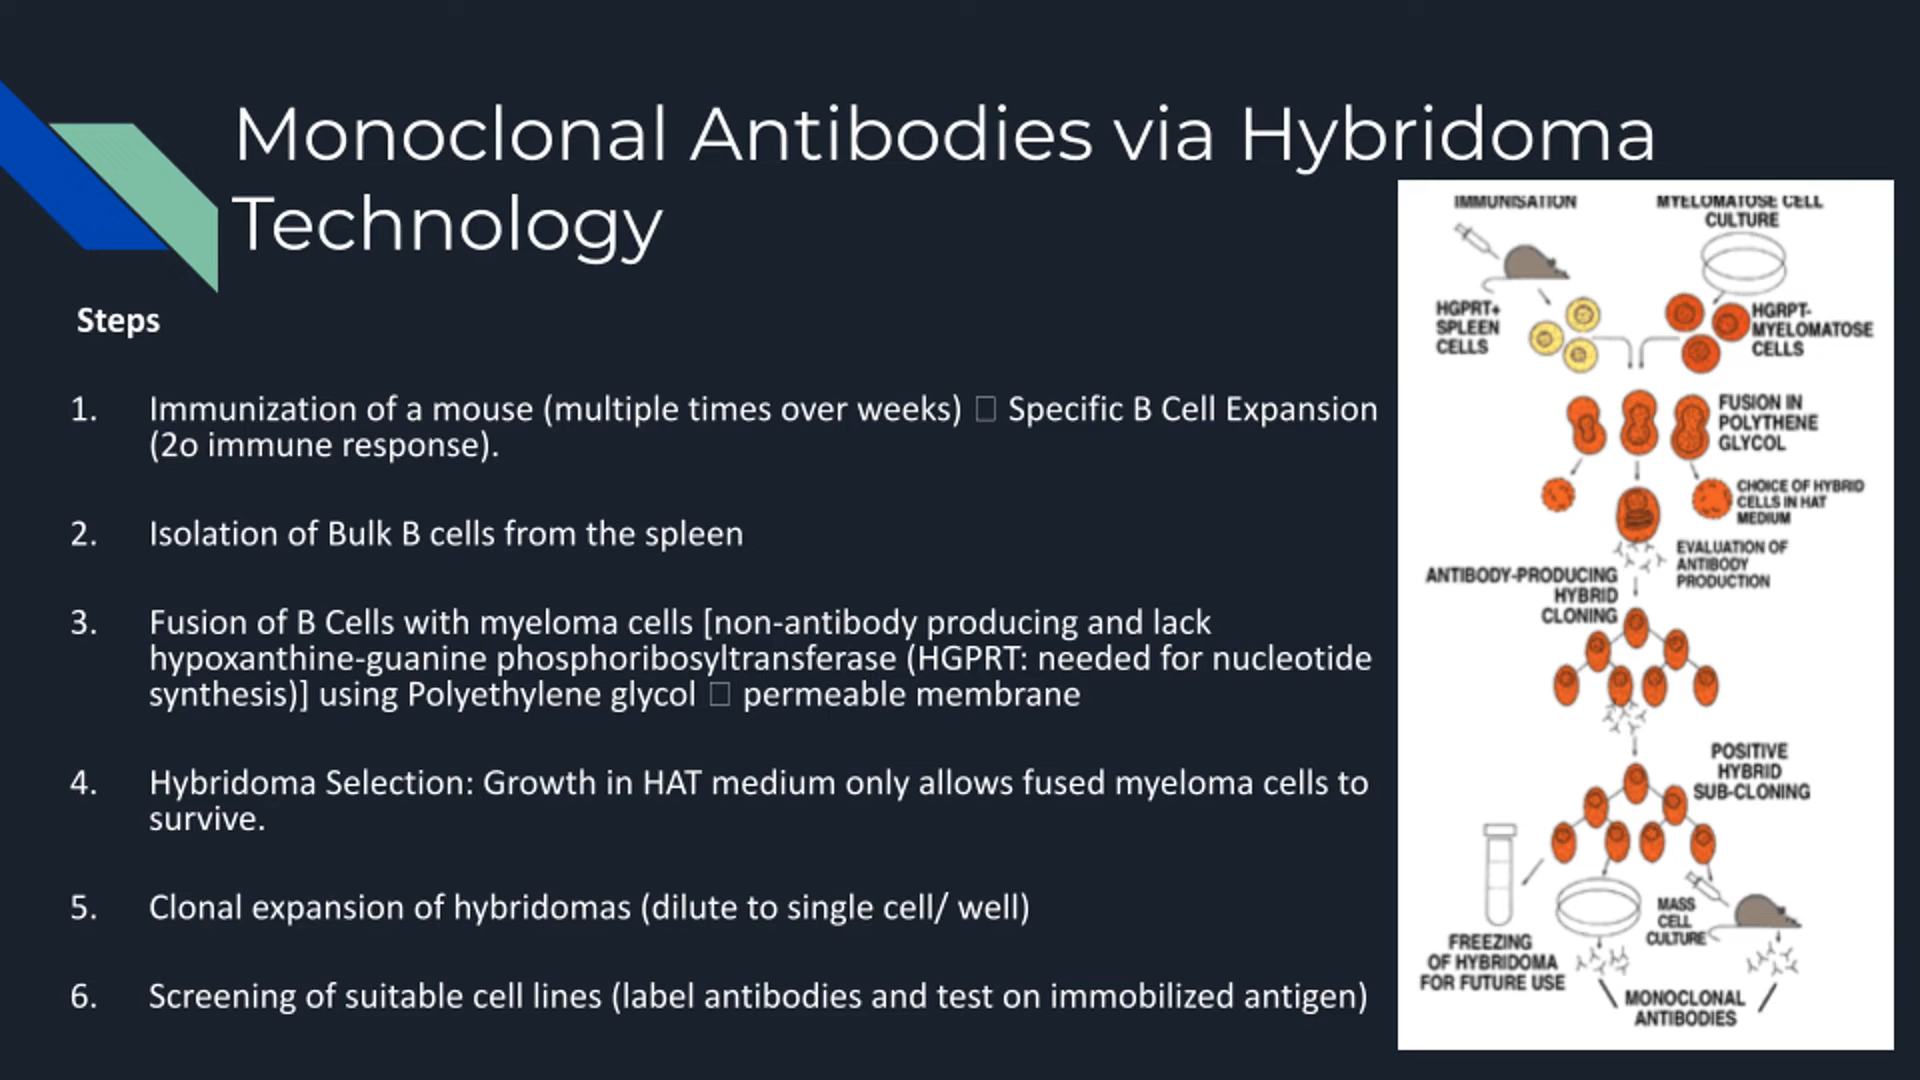 Monoclonal Antibodies via Hybridoma
Technology
Steps
1. Immunization of a mouse (multiple times over weeks) □ Specific B Cell Expansion
(2o immune response).
2. Isolation of Bulk B cells from the spleen
3. Fusion of B Cells with myeloma cells [non-antibody producing and lack
hypoxanthine-guanine phosphoribosyltransferase (HGPRT: needed for nucleotide
synthesis)] using Polyethylene glycol □ permeable membrane
4. Hybridoma Selection: Growth in HAT medium only allows fused myeloma cells to
survive.
5. Clonal expansion of hybridomas (dilute to single cell/ well)
6. Screening of suitable cell lines (label antibodies and test on immobilized antigen)
IMMUNISATION
MYELOMATOSE CELL
CULTURE
HGPRT+
SPLEEN
CELLS
HGRPT-
MYELOMATOSE
CELLS
FUSION IN
POLYTHENE
GLYCOL
CHOICE OF HYBRID
CELLS IN HAT
MEDIUM
EVALUATION OF
ANTIBODY
PRODUCTION
ANTIBODY-PRODUCING
HYBRID
CLONING
POSITIVE
HYBRID
SUB-CLONING
MASS
CELL
CULTURE
FREEZING
OF HYBRIDOMA
FOR FUTURE USE
MONOCLONAL
ANTIBODIES